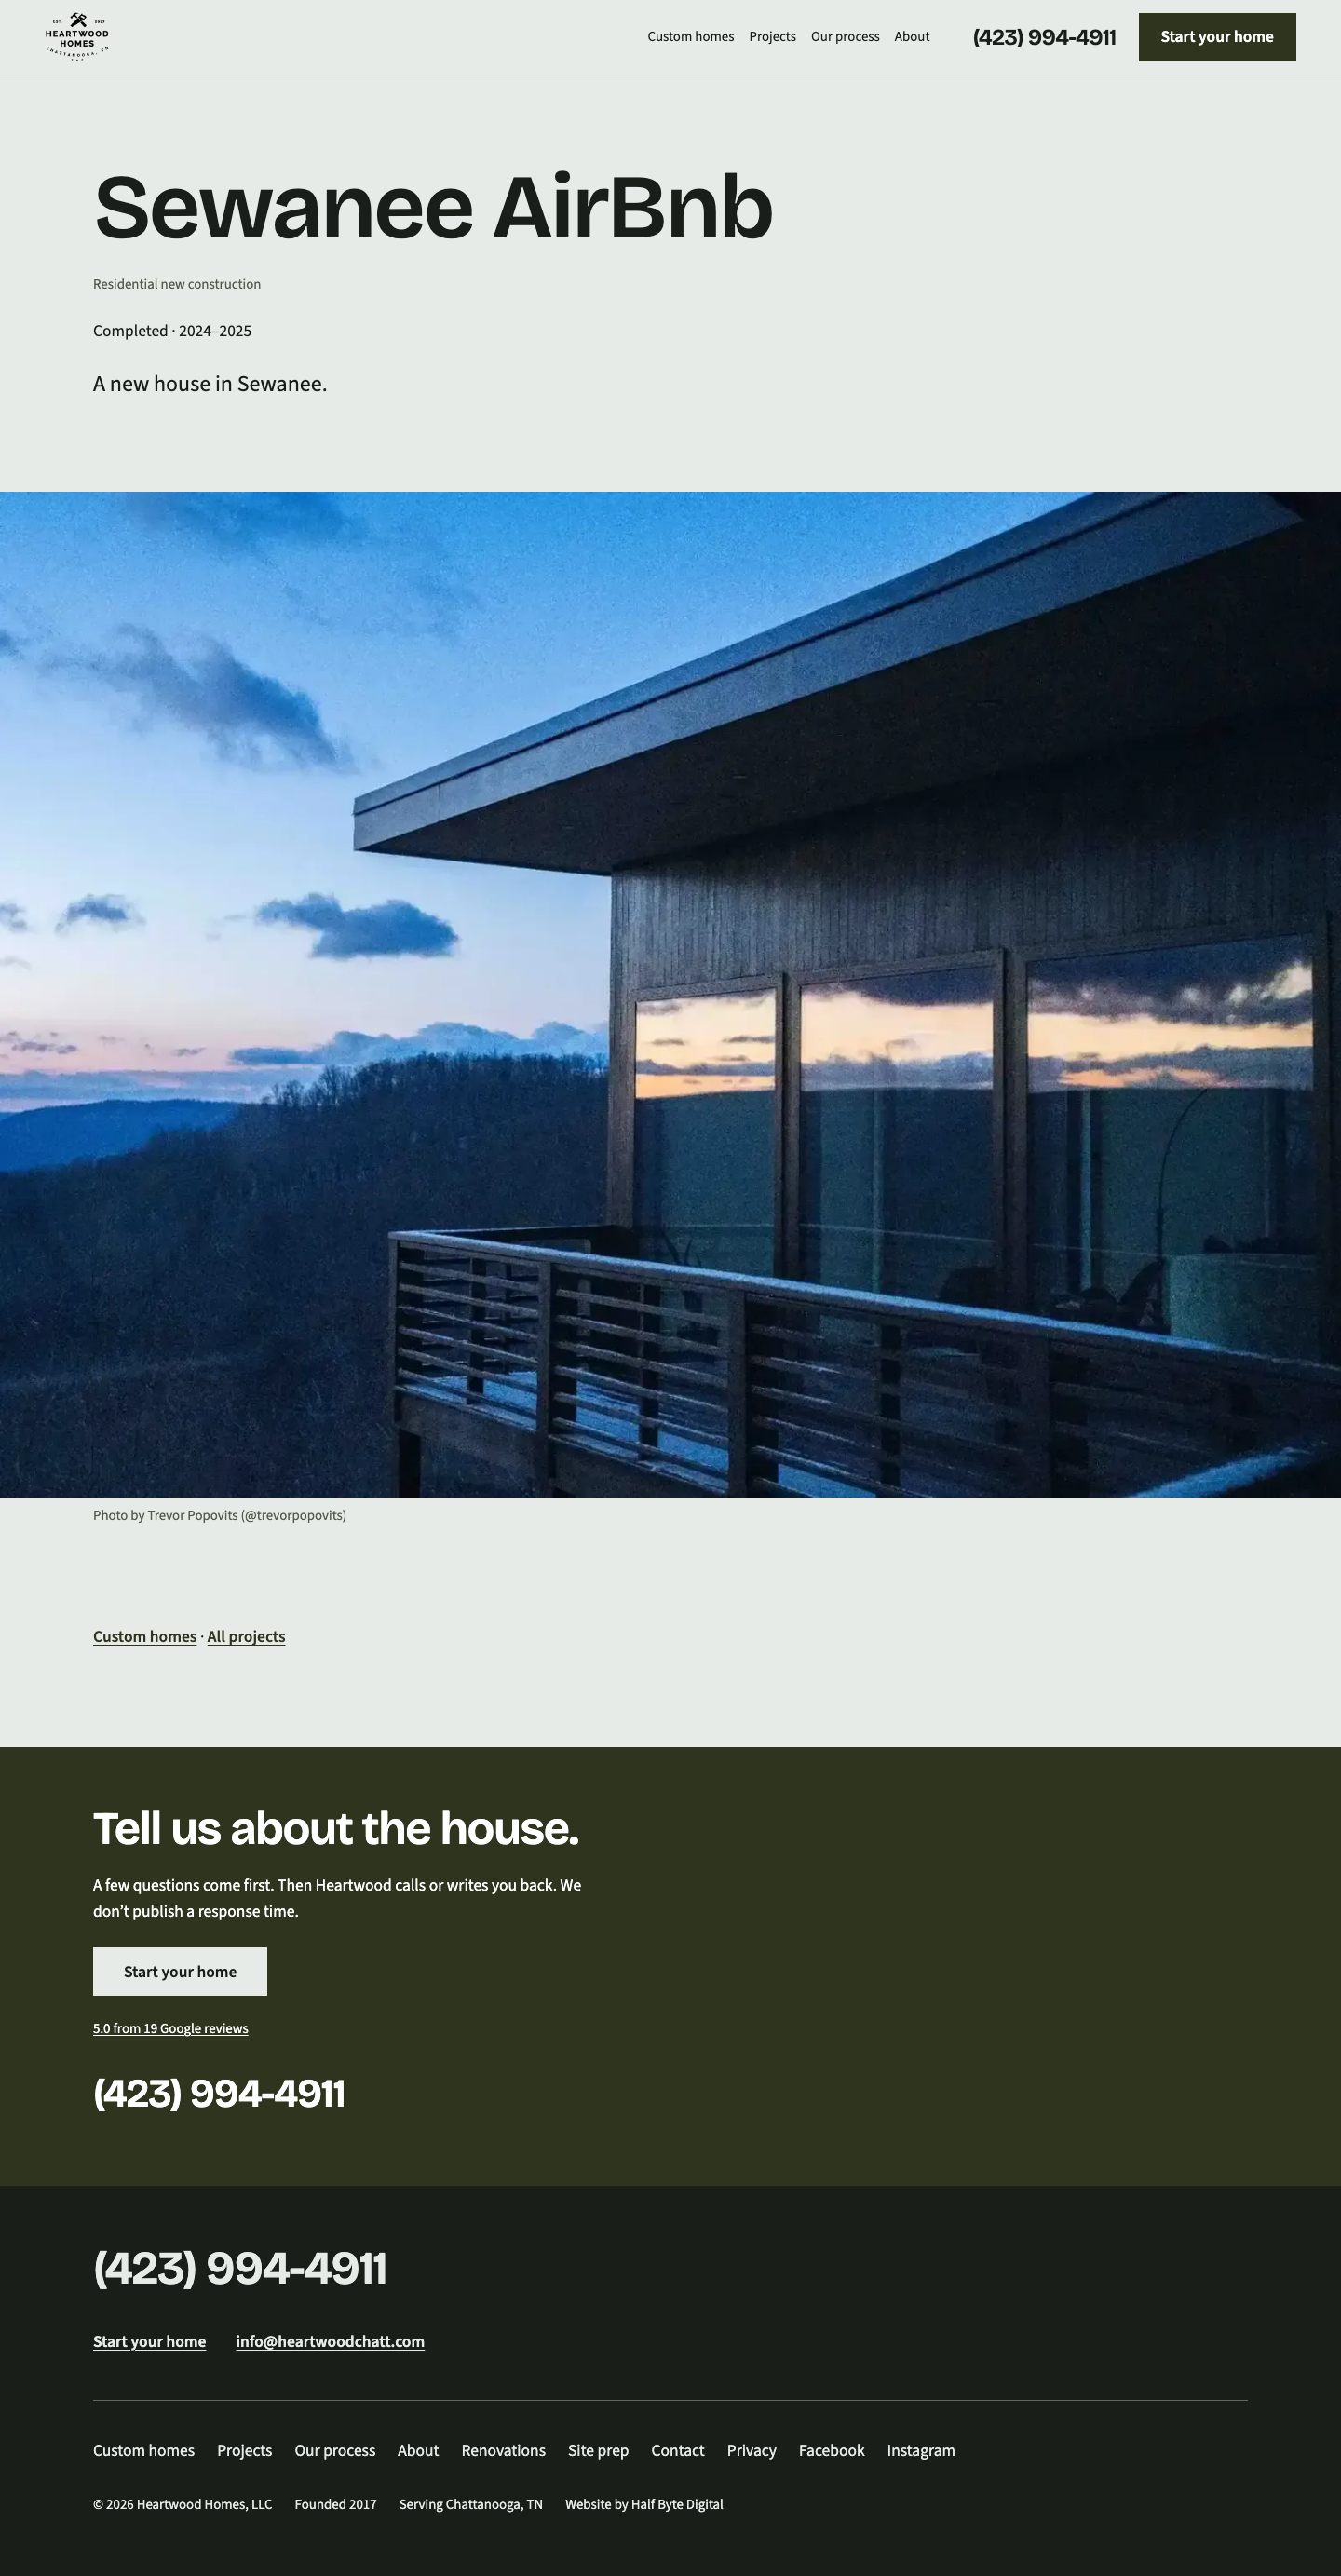 EST. 2017
HEARTWOOD
HOMES
CHATTANOOGA, TN
Custom homes Projects Our process About (423) 994-4911 Start your home
Sewanee AirBnb
Residential new construction
Completed · 2024–2025
A new house in Sewanee.
Photo by Trevor Popovits (@trevorpopovits)
Custom homes · All projects
Tell us about the house.
A few questions come first. Then Heartwood calls or writes you back. We
don’t publish a response time.
Start your home
5.0 from 19 Google reviews
(423) 994-4911
(423) 994-4911
Start your home info@heartwoodchatt.com
Custom homes Projects Our process About Renovations Site prep Contact Privacy Facebook Instagram
© 2026 Heartwood Homes, LLC Founded 2017 Serving Chattanooga, TN Website by Half Byte Digital